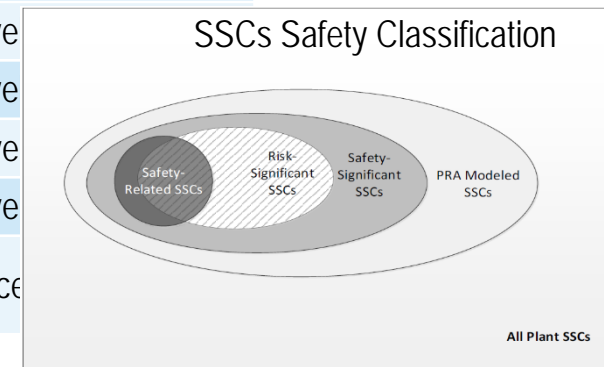 SSCs Safety Classification
Safety-
Related SSCs
Risk-
Significant
SSCs
Safety-
Significant
SSCs
PRA Modeled
SSCs
All Plant SSCs